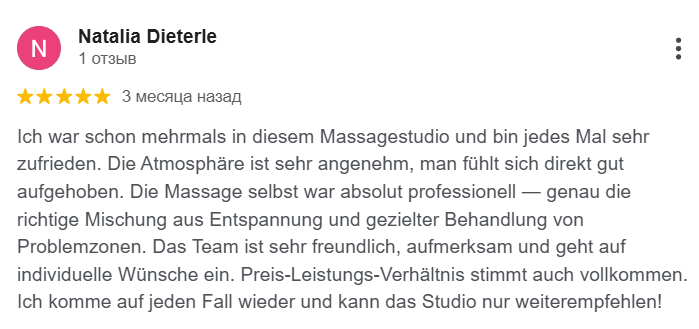 N
Natalia Dieterle
1 отзыв
3 месяца назад
Ich war schon mehrmals in diesem Massagestudio und bin jedes Mal sehr
zufrieden. Die Atmosphäre ist sehr angenehm, man fühlt sich direkt gut
aufgehoben. Die Massage selbst war absolut professionell — genau die
richtige Mischung aus Entspannung und gezielter Behandlung von
Problemzonen. Das Team ist sehr freundlich, aufmerksam und geht auf
individuelle Wünsche ein. Preis-Leistungs-Verhältnis stimmt auch vollkommen.
Ich komme auf jeden Fall wieder und kann das Studio nur weiterempfehlen!